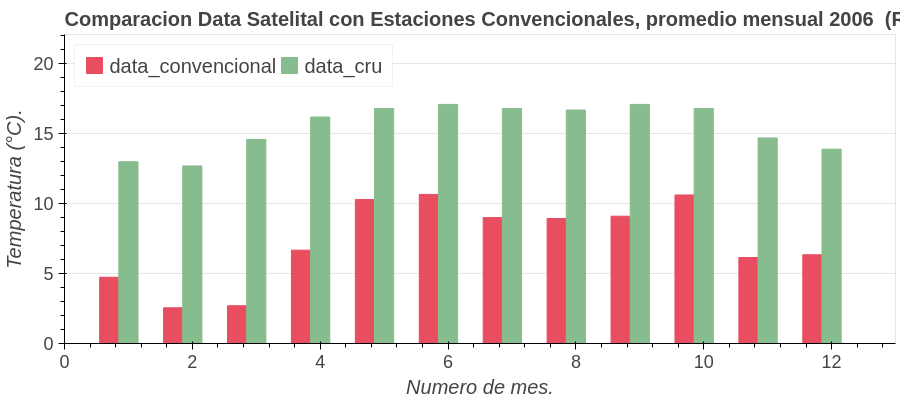 Comparacion Data Satelital con Estaciones Convencionales, promedio mensual 2006 (R
data_convencional data_cru
20
15
10
5
0
Temperatura (°C).
0 2 4 6 8 10 12
Numero de mes.